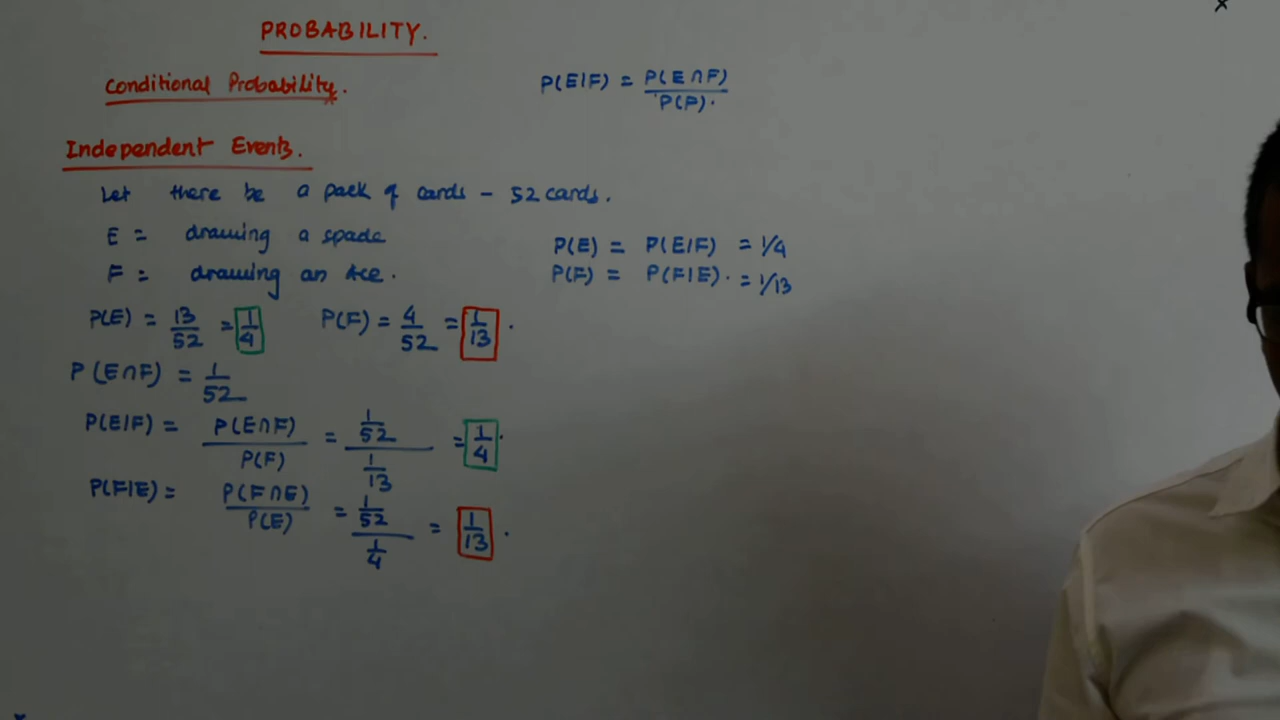 PROBABILITY.
Conditional Probability.
P(E|F) = P(E∩F) / P(F).
Independent Events.
Let there be a pack of cards - 52 cards.
E = drawing a spade
F = drawing an Ace.
P(E) = P(E|F) = 1/4
P(F) = P(F|E). = 1/13
P(E) = 13/52 = 1/4 P(F) = 4/52 = 1/13.
P(E∩F) = 1/52
P(E|F) = P(E∩F)/P(F) = (1/52)/(1/13) = 1/4.
P(F|E) = P(F∩E)/P(E) = (1/52)/(1/4) = 1/13.